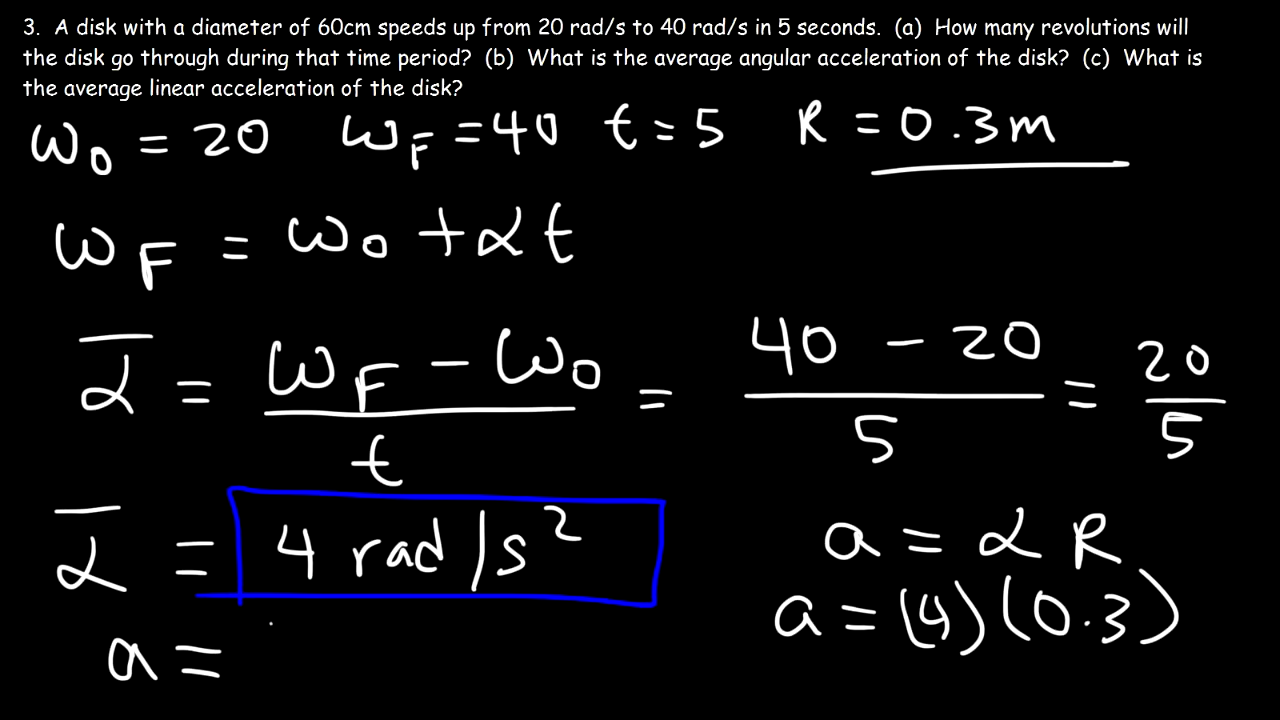 3. A disk with a diameter of 60cm speeds up from 20 rad/s to 40 rad/s in 5 seconds. (a) How many revolutions will
the disk go through during that time period? (b) What is the average angular acceleration of the disk? (c) What is
the average linear acceleration of the disk?
ω₀ = 20 ω_F = 40 t = 5 R = 0.3m
ω_F = ω₀ + αt
ᾱ = (ω_F - ω₀)/t = (40 - 20)/5 = 20/5
ᾱ = 4 rad/s²
a = αR
a = (4)(0.3)
a =